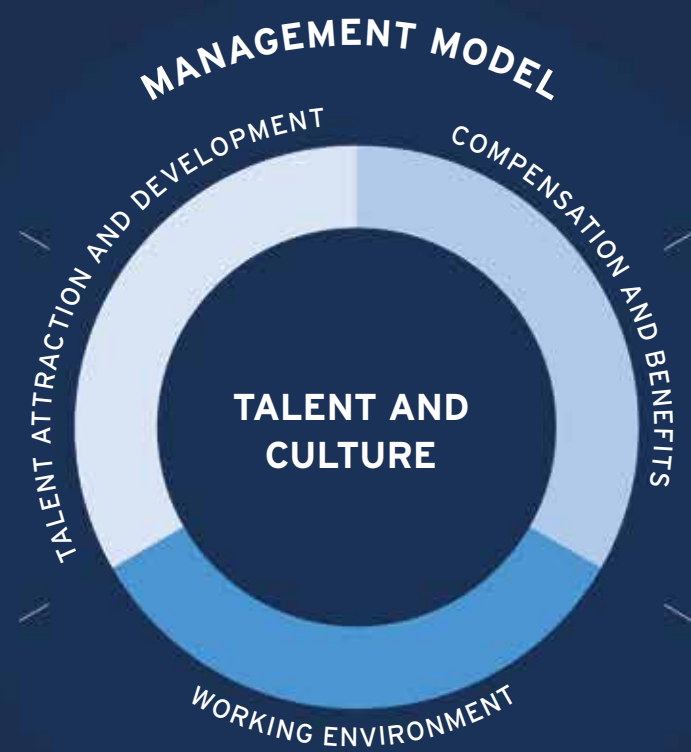 MANAGEMENT MODEL
TALENT ATTRACTION AND DEVELOPMENT
COMPENSATION AND BENEFITS
TALENT AND
CULTURE
WORKING ENVIRONMENT